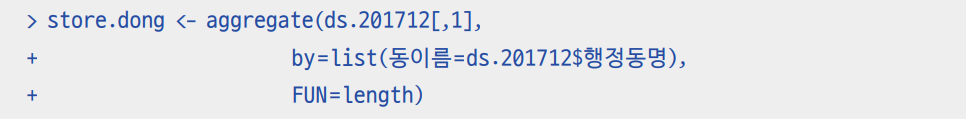 > store.dong <- aggregate(ds.201712[,1],
+ by=list(동이름=ds.201712$행정동명),
+ FUN=length)